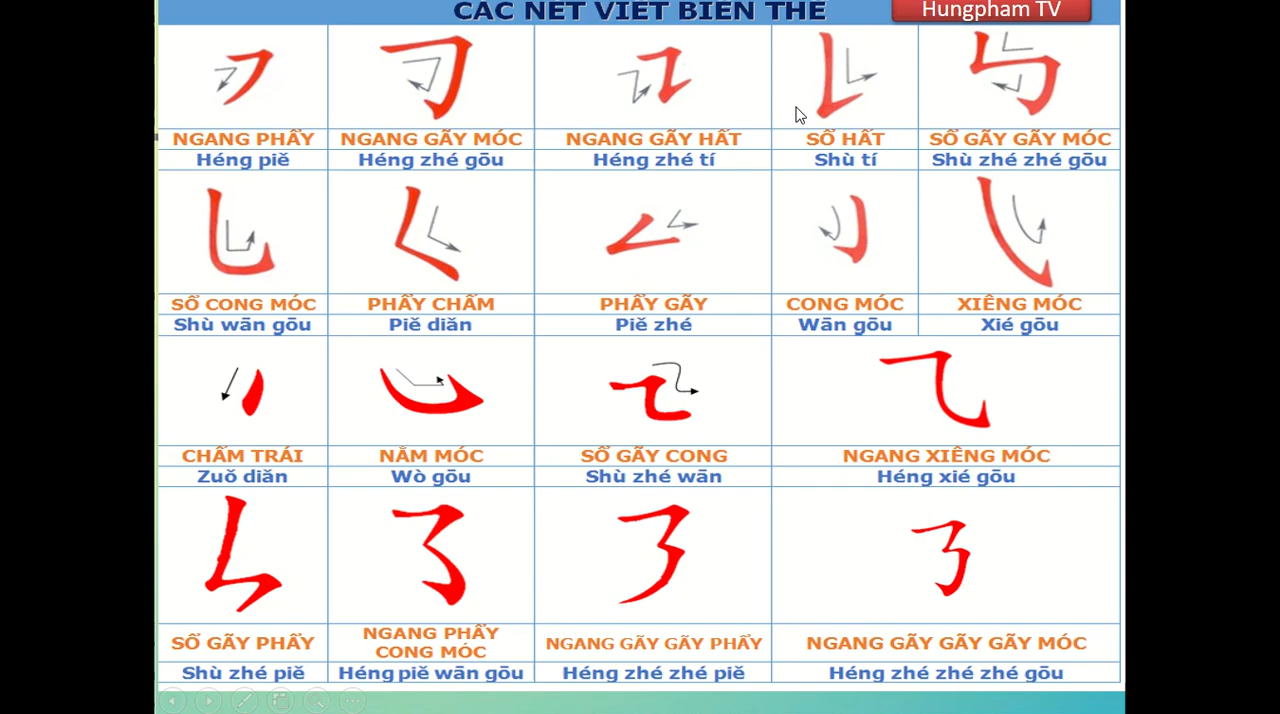 CÁC NÉT VIẾT BIẾN THỂ
Hungpham TV
NGANG PHẨY
NGANG GÃY MÓC
NGANG GÃY HẤT
SỔ HẤT
SỔ GÃY GÃY MÓC
Héng piě
Héng zhé gōu
Héng zhé tí
Shù tí
Shù zhé zhé gōu
SỔ CONG MÓC
PHẨY CHẤM
PHẨY GÃY
CONG MÓC
XIÊNG MÓC
Shù wān gōu
Piě diǎn
Piě zhé
Wān gōu
Xié gōu
CHẤM TRÁI
NẰM MÓC
SỔ GÃY CONG
NGANG XIÊNG MÓC
Zuǒ diǎn
Wò gōu
Shù zhé wān
Héng xié gōu
SỔ GÃY PHẨY
NGANG PHẨY
CONG MÓC
NGANG GÃY GÃY PHẨY
NGANG GÃY GÃY GÃY MÓC
Shù zhé piě
Héng piě wān gōu
Héng zhé zhé piě
Héng zhé zhé zhé gōu